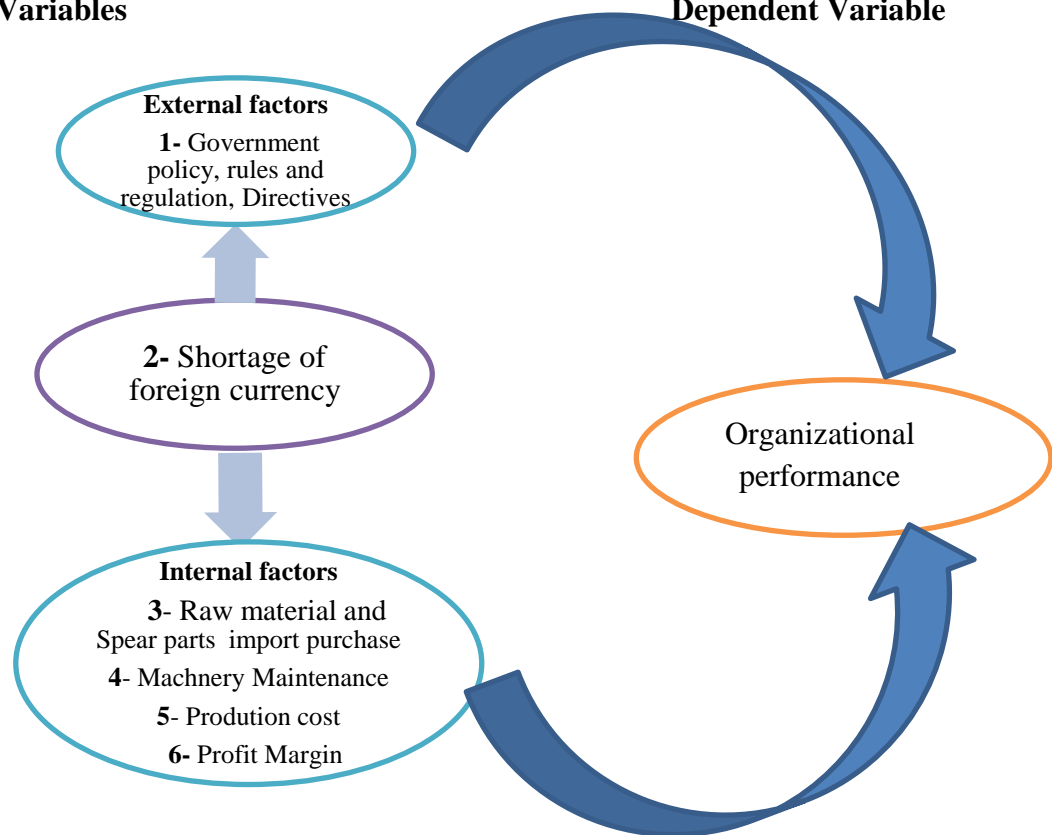 Variables
Dependent Variable
External factors
1- Government
policy, rules and
regulation, Directives
2- Shortage of
foreign currency
Organizational
performance
Internal factors
3- Raw material and
Spear parts import purchase
4- Machnery Maintenance
5- Prodution cost
6- Profit Margin